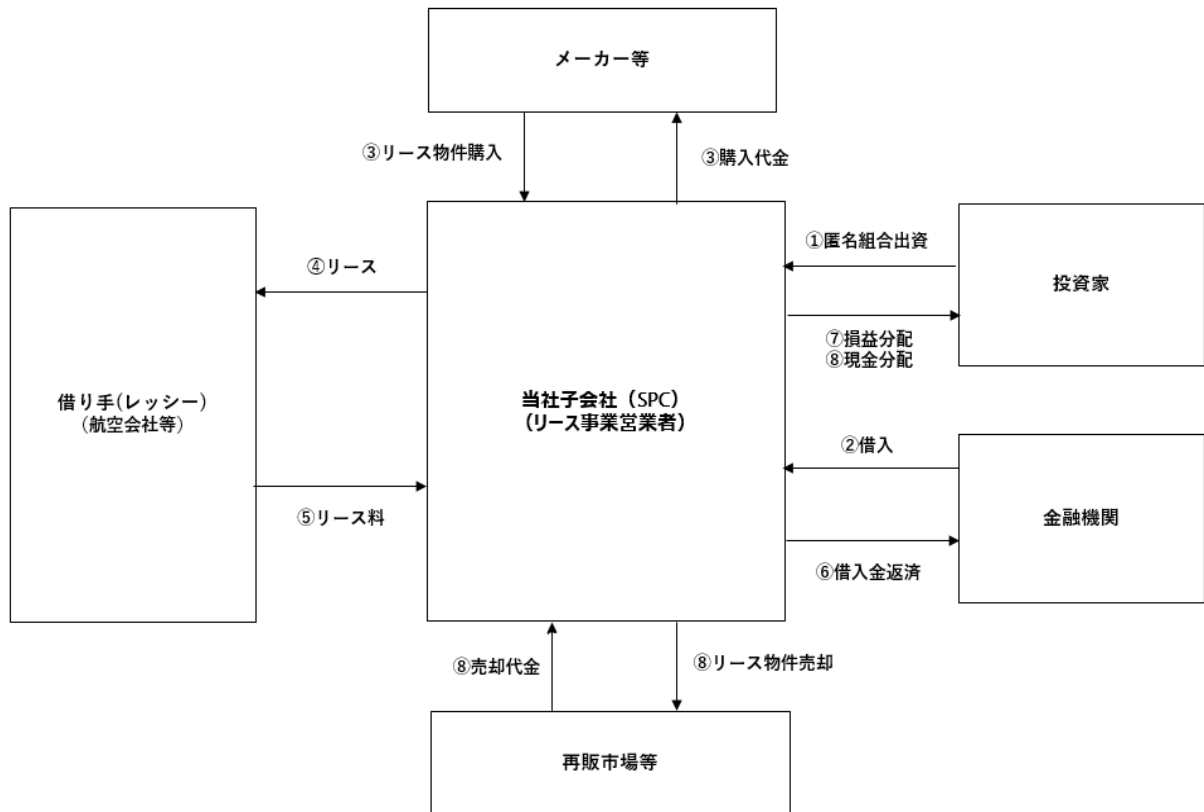 メーカー等
③リース物件購入
③購入代金
①匿名組合出資
④リース
投資家
⑦損益分配
⑧現金分配
借り手(レッシー)
(航空会社等)
当社子会社（SPC）
（リース事業営業者）
②借入
⑤リース料
金融機関
⑥借入金返済
⑧売却代金
⑧リース物件売却
再販市場等